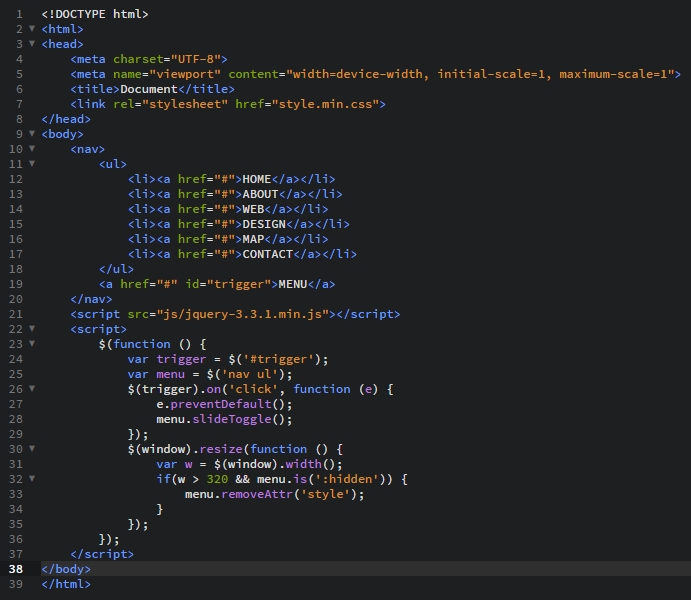 1 <!DOCTYPE html>
2 <html>
3 <head>
4     <meta charset="UTF-8">
5     <meta name="viewport" content="width=device-width, initial-scale=1, maximum-scale=1">
6     <title>Document</title>
7     <link rel="stylesheet" href="style.min.css">
8 </head>
9 <body>
10     <nav>
11         <ul>
12             <li><a href="#">HOME</a></li>
13             <li><a href="#">ABOUT</a></li>
14             <li><a href="#">WEB</a></li>
15             <li><a href="#">DESIGN</a></li>
16             <li><a href="#">MAP</a></li>
17             <li><a href="#">CONTACT</a></li>
18         </ul>
19         <a href="#" id="trigger">MENU</a>
20     </nav>
21     <script src="js/jquery-3.3.1.min.js"></script>
22     <script>
23         $(function () {
24             var trigger = $('#trigger');
25             var menu = $('nav ul');
26             $(trigger).on('click', function (e) {
27                 e.preventDefault();
28                 menu.slideToggle();
29             });
30             $(window).resize(function () {
31                 var w = $(window).width();
32                 if(w > 320 && menu.is(':hidden')) {
33                     menu.removeAttr('style');
34                 }
35             });
36         });
37     </script>
38 </body>
39 </html>